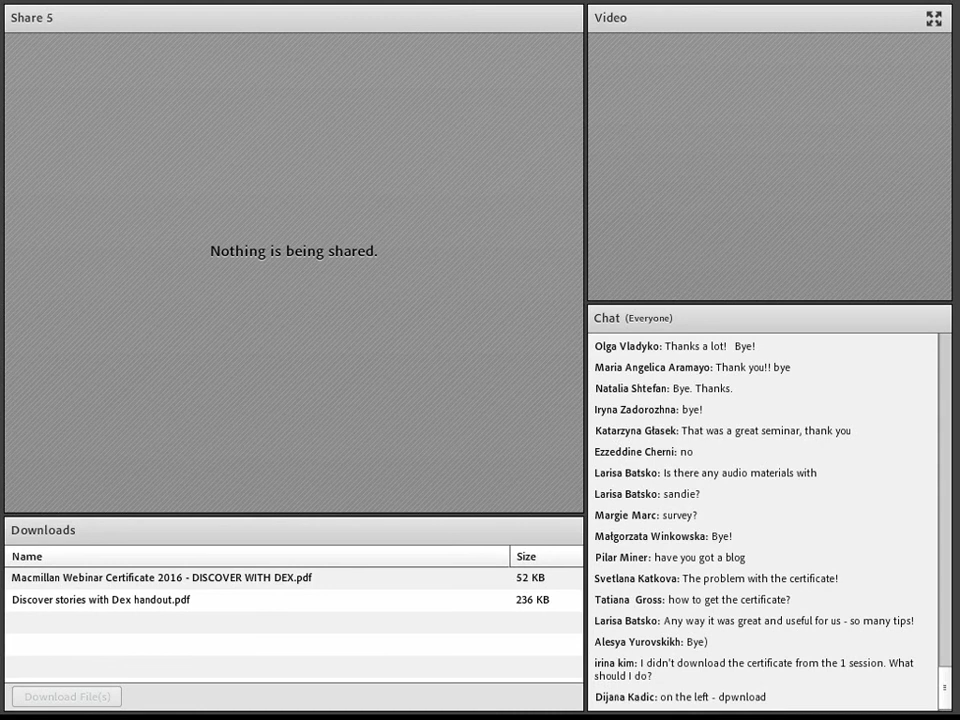 Share 5
Nothing is being shared.
Downloads
Name Size
Macmillan Webinar Certificate 2016 - DISCOVER WITH DEX.pdf 52 KB
Discover stories with Dex handout.pdf 236 KB
Download File(s)
Video
Chat (Everyone)
Olga Vladyko: Thanks a lot! Bye!
Maria Angelica Aramayo: Thank you!! bye
Natalia Shtefan: Bye. Thanks.
Iryna Zadorozhna: bye!
Katarzyna Głasek: That was a great seminar, thank you
Ezzeddine Cherni: no
Larisa Batsko: Is there any audio materials with
Larisa Batsko: sandie?
Margie Marc: survey?
Małgorzata Winkowska: Bye!
Pilar Miner: have you got a blog
Svetlana Katkova: The problem with the certificate!
Tatiana Gross: how to get the certificate?
Larisa Batsko: Any way it was great and useful for us - so many tips!
Alesya Yurovskikh: Bye)
irina kim: I didn't download the certificate from the 1 session. What
should I do?
Dijana Kadic: on the left - dpwnload